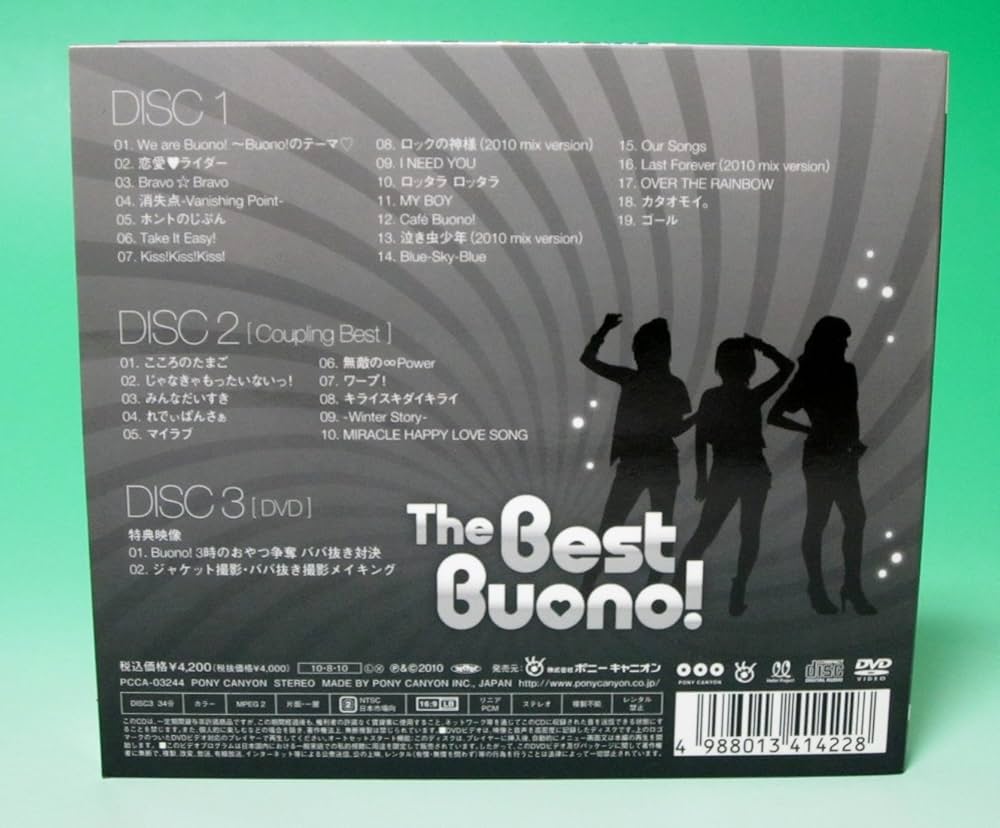 DISC 1
01. We are Buono! ～Buono!のテーマ♡
02. 恋愛♥ライダー
03. Bravo☆Bravo
04. 消失点-Vanishing Point-
05. ホントのじぶん
06. Take It Easy!
07. Kiss!Kiss!Kiss!
08. ロックの神様(2010 mix version)
09. I NEED YOU
10. ロッタラ ロッタラ
11. MY BOY
12. Café Buono!
13. 泣き虫少年(2010 mix version)
14. Blue-Sky-Blue
15. Our Songs
16. Last Forever(2010 mix version)
17. OVER THE RAINBOW
18. カタオモイ。
19. ゴール
DISC 2 [ Coupling Best ]
01. こころのたまご
02. じゃなきゃもったいないっ!
03. みんなだいすき
04. れでぃぱんさぁ
05. マイラブ
06. 無敵の∞Power
07. ワープ!
08. キライスキダイキライ
09. -Winter Story-
10. MIRACLE HAPPY LOVE SONG
DISC 3 [ DVD ]
特典映像
01. Buono! 3時のおやつ争奪 ババ抜き対決
02. ジャケット撮影・ババ抜き撮影メイキング
The Best
Buono!
税込価格¥4,200(税抜価格¥4,000) 10-8-10 ℗&©2010 発売元: 株式会社ポニーキャニオン
PONY CANYON
DVD VIDEO
PCCA-03244 PONY CANYON STEREO MADE BY PONY CANYON INC., JAPAN http://www.ponycanyon.co.jp/
DISC3 34分 カラー MPEG 2 片面・一層 2 NTSC 日本市場向 16:9 LB リニア PCM ステレオ 複製不能 レンタル 禁止
4 988013 414228